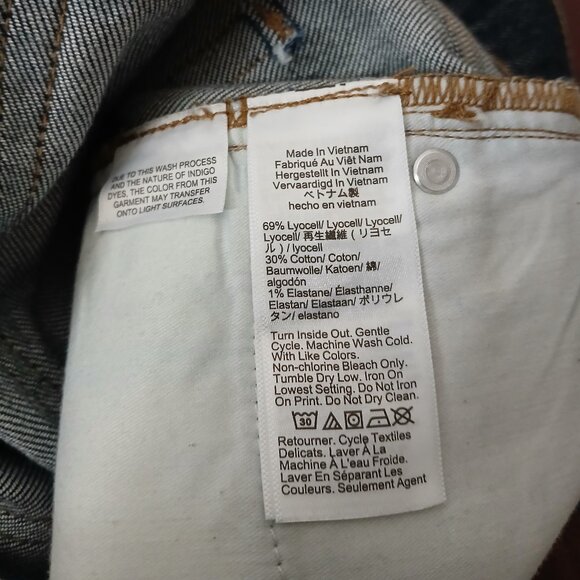 DUE TO THIS WASH PROCESS
AND THE NATURE OF INDIGO
DYES, THE COLOR FROM THIS
GARMENT MAY TRANSFER
ONTO LIGHT SURFACES.
Made In Vietnam
Fabriqué Au Viêt Nam
Hergestellt In Vietnam
Vervaardigd In Vietnam
ベトナム製
hecho en vietnam
69% Lyocell/ Lyocell/ Lyocell/
Lyocell/ 再生繊維 ( リヨセ
ル ) / lyocell
30% Cotton/ Coton/
Baumwolle/ Katoen/ 綿/
algodón
1% Elastane/ Élasthanne/
Elastan/ Elastaan/ ポリウレ
タン/ elastano
Turn Inside Out. Gentle
Cycle. Machine Wash Cold.
With Like Colors.
Non-chlorine Bleach Only.
Tumble Dry Low. Iron On
Lowest Setting. Do Not Iron
On Print. Do Not Dry Clean.
30
Retourner. Cycle Textiles
Delicats. Laver À La
Machine À L'eau Froide.
Laver En Séparant Les
Couleurs. Seulement Agent